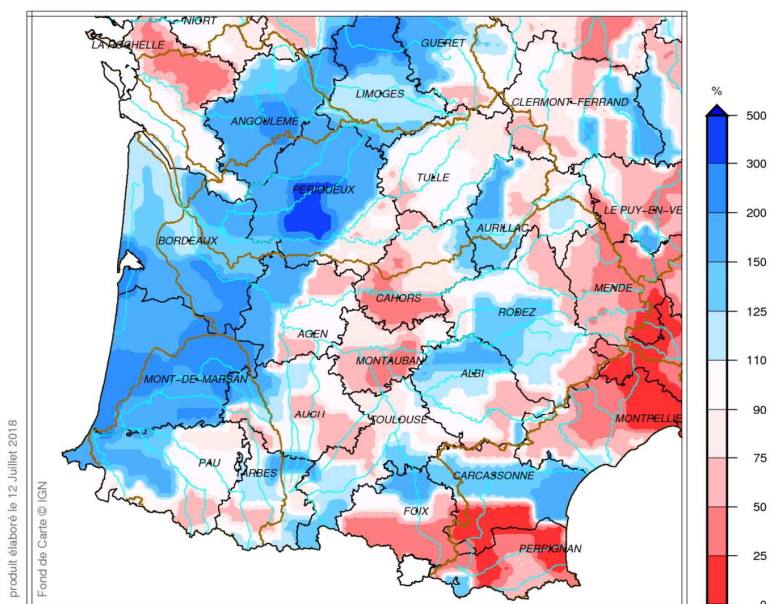 NIORT
LA ROCHELLE
GUERET
%
500
LIMOGES
CLERMONT-FERRAND
ANGOULEME
300
TULLE
PERIGUEUX
200
LE PUY-EN-VE
AURILLAC
BORDEAUX
150
MENDE
CAHORS
125
RODEZ
AGEN
MONTAUBAN
110
ALBI
MONT-DE-MARSAN
90
AUCH
TOULOUSE
MONTPELLIE
75
PAU
TARBES
CARCASSONNE
50
FOIX
25
PERPIGNAN
0
produit élaboré le 12 Juillet 2018
Fond de Carte © IGN